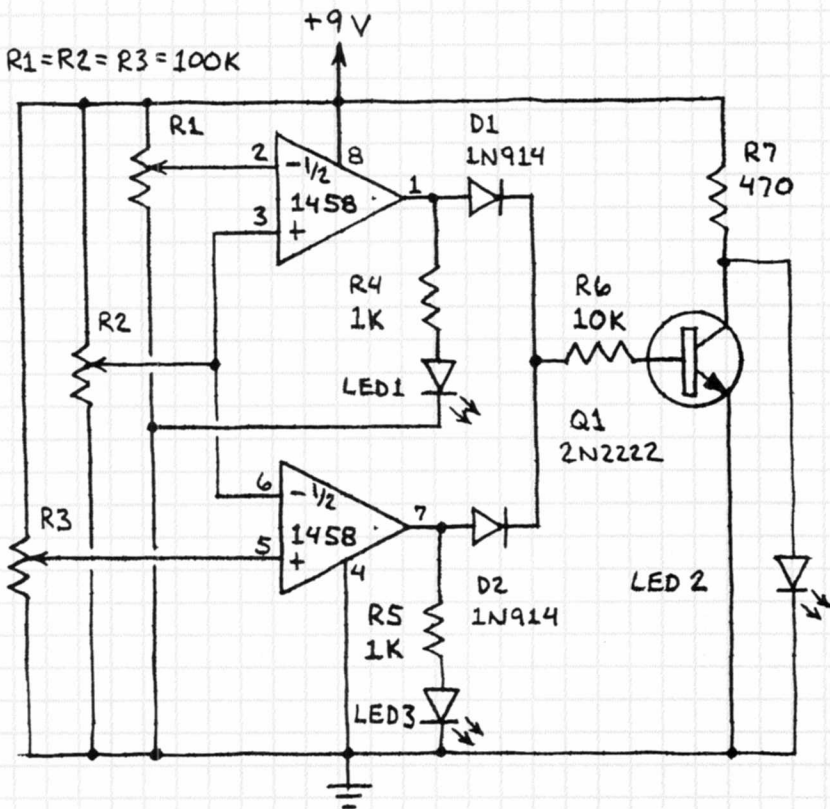 +9V
R1=R2=R3=100K
R1
2
-
1/2
8
1458
3
+
1
D1
1N914
R7
470
R4
1K
R6
10K
R2
LED1
Q1
2N2222
6
-
1/2
1458
5
+
7
4
R3
D2
1N914
LED 2
R5
1K
LED3